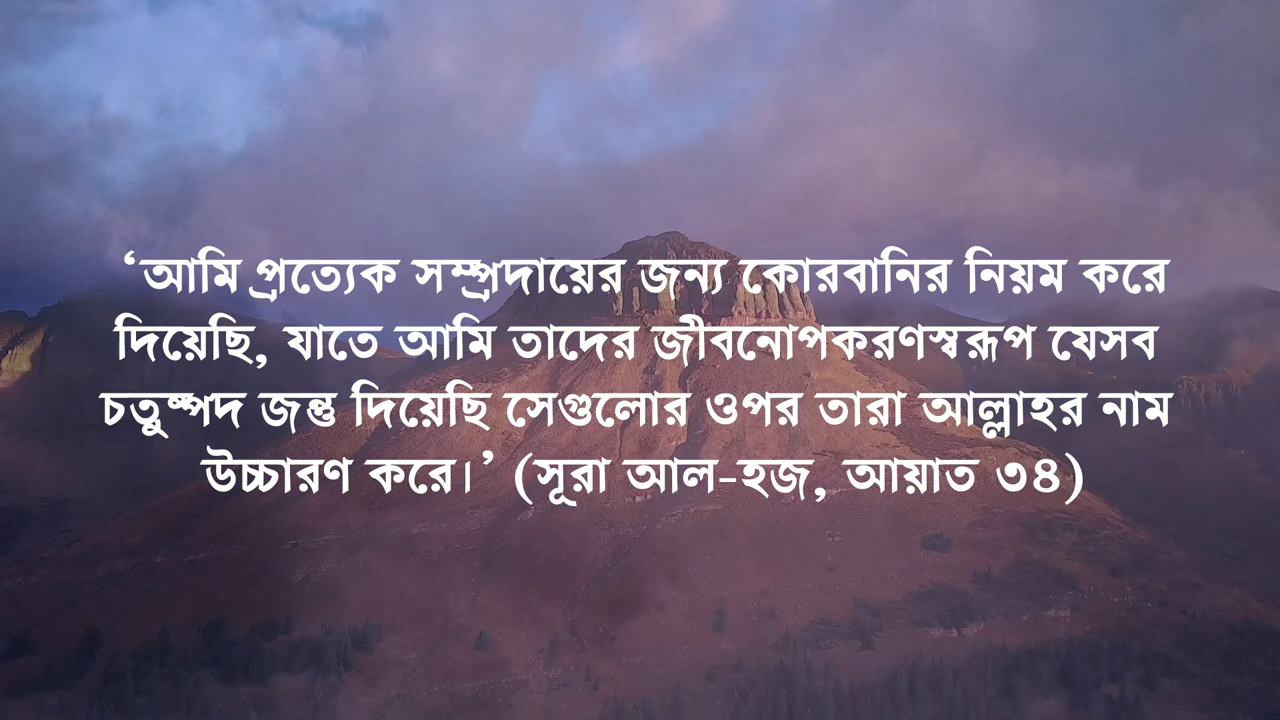 ‘আমি প্রত্যেক সম্প্রদায়ের জন্য কোরবানির নিয়ম করে
দিয়েছি, যাতে আমি তাদের জীবনোপকরণস্বরূপ যেসব
চতুষ্পদ জন্তু দিয়েছি সেগুলোর ওপর তারা আল্লাহর নাম
উচ্চারণ করে।’ (সূরা আল-হজ, আয়াত ৩৪)